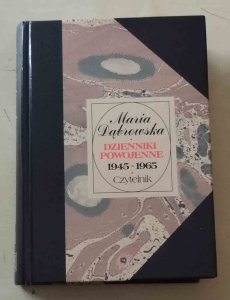 Maria
Dąbrowska
DZIENNIKI
POWOJENNE
1945-1965
Czytelnik